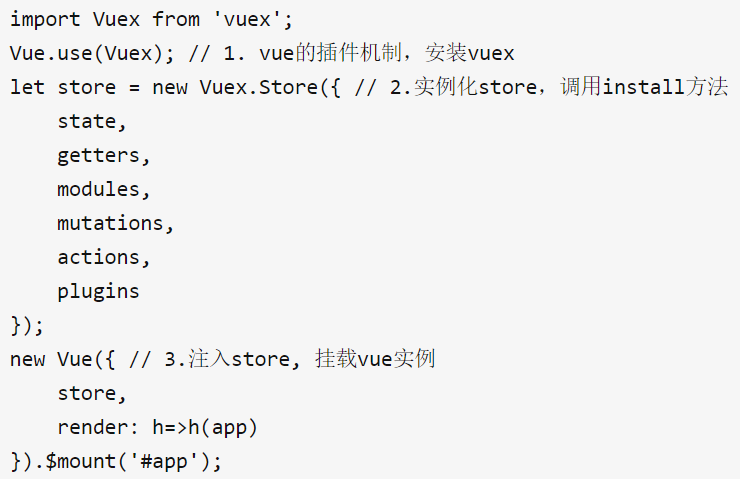 import Vuex from 'vuex';
Vue.use(Vuex); // 1. vue的插件机制，安装vuex
let store = new Vuex.Store({ // 2.实例化store，调用install方法
    state,
    getters,
    modules,
    mutations,
    actions,
    plugins
});
new Vue({ // 3.注入store, 挂载vue实例
    store,
    render: h=>h(app)
}).$mount('#app');